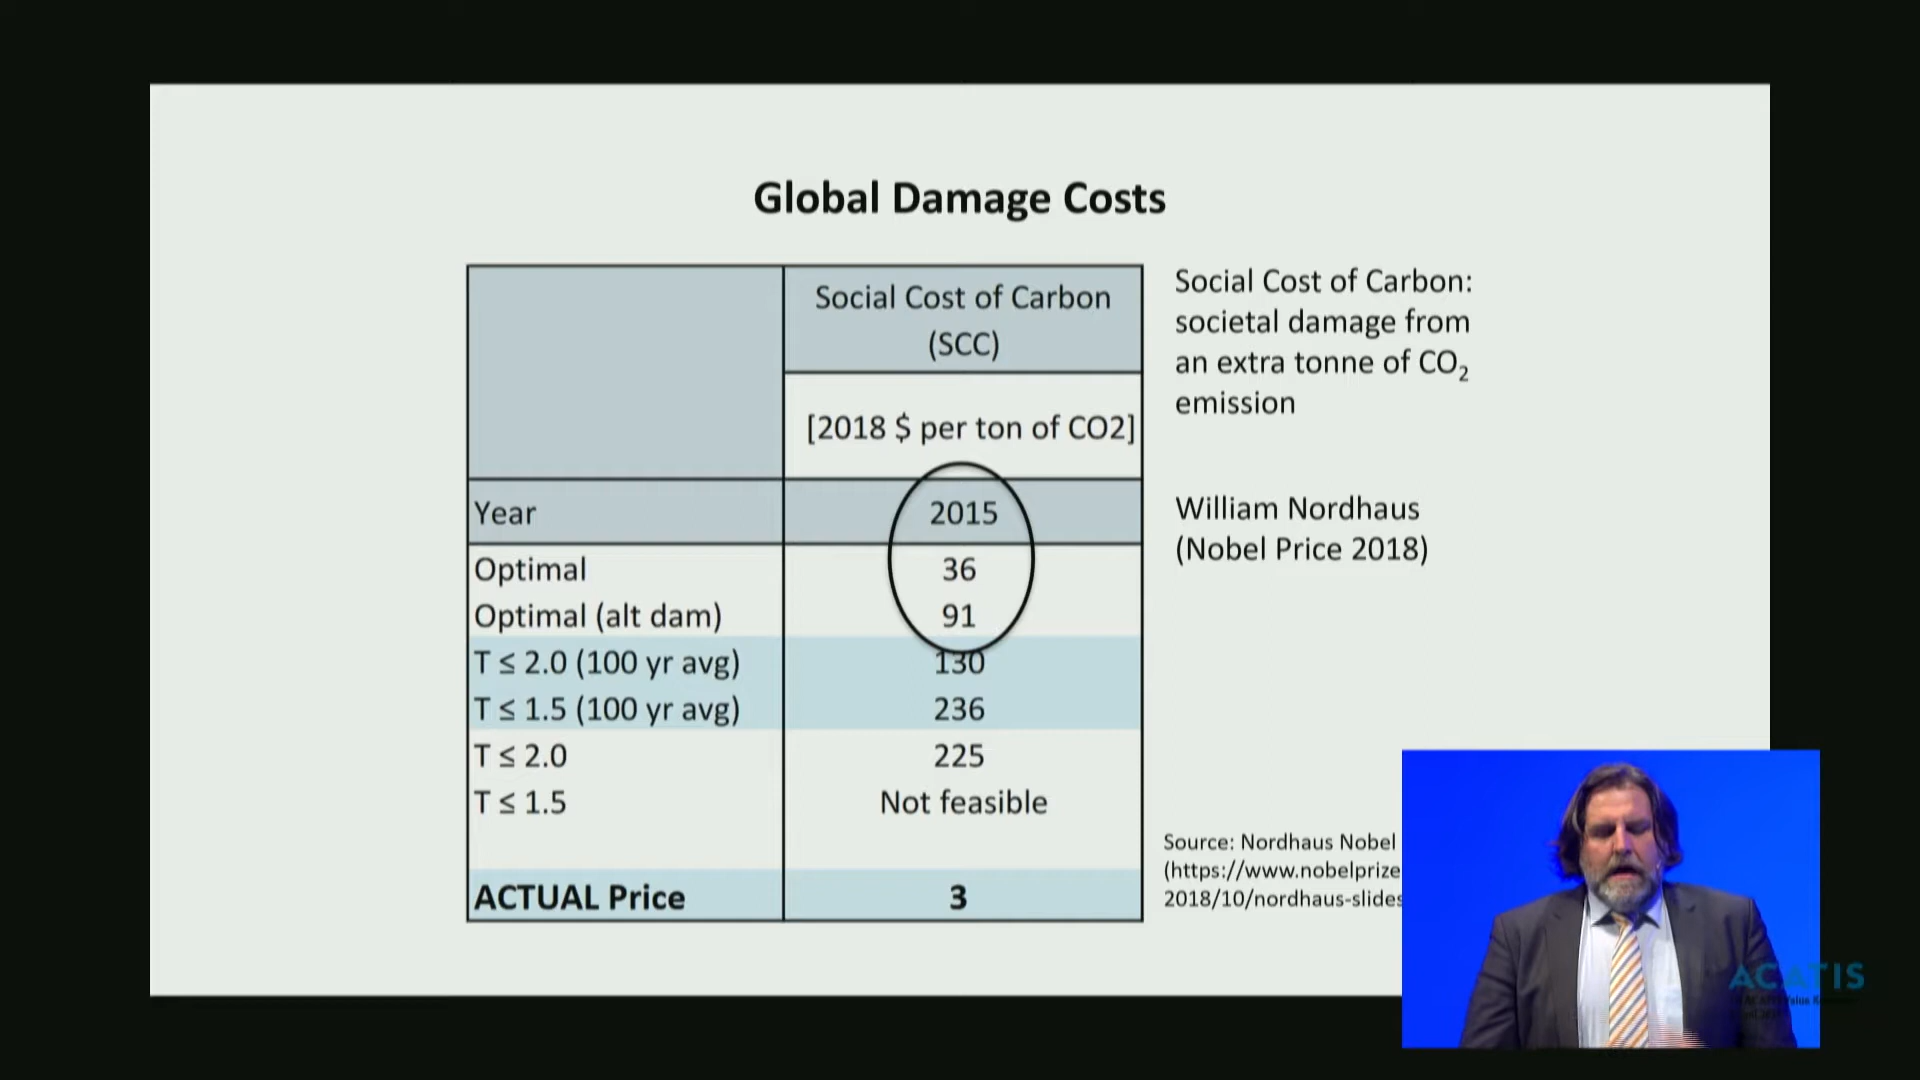 Global Damage Costs
Social Cost of Carbon
(SCC)
[2018 $ per ton of CO2]
Year 2015
Optimal 36
Optimal (alt dam) 91
T ≤ 2.0 (100 yr avg) 130
T ≤ 1.5 (100 yr avg) 236
T ≤ 2.0 225
T ≤ 1.5 Not feasible
ACTUAL Price 3
Social Cost of Carbon:
societal damage from
an extra tonne of CO₂
emission
William Nordhaus
(Nobel Price 2018)
Source: Nordhaus Nobel
(https://www.nobelprize
2018/10/nordhaus-slides
ACATIS